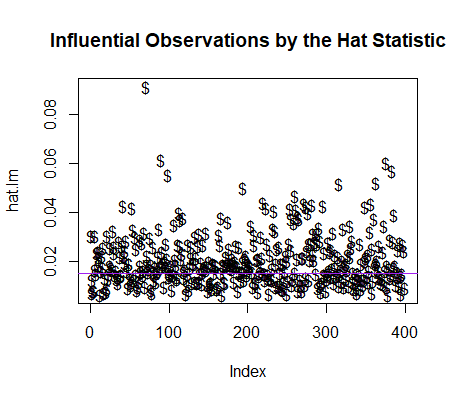 Influential Observations by the Hat Statistic
hat.lm
0.08
0.06
0.04
0.02
0 100 200 300 400
Index